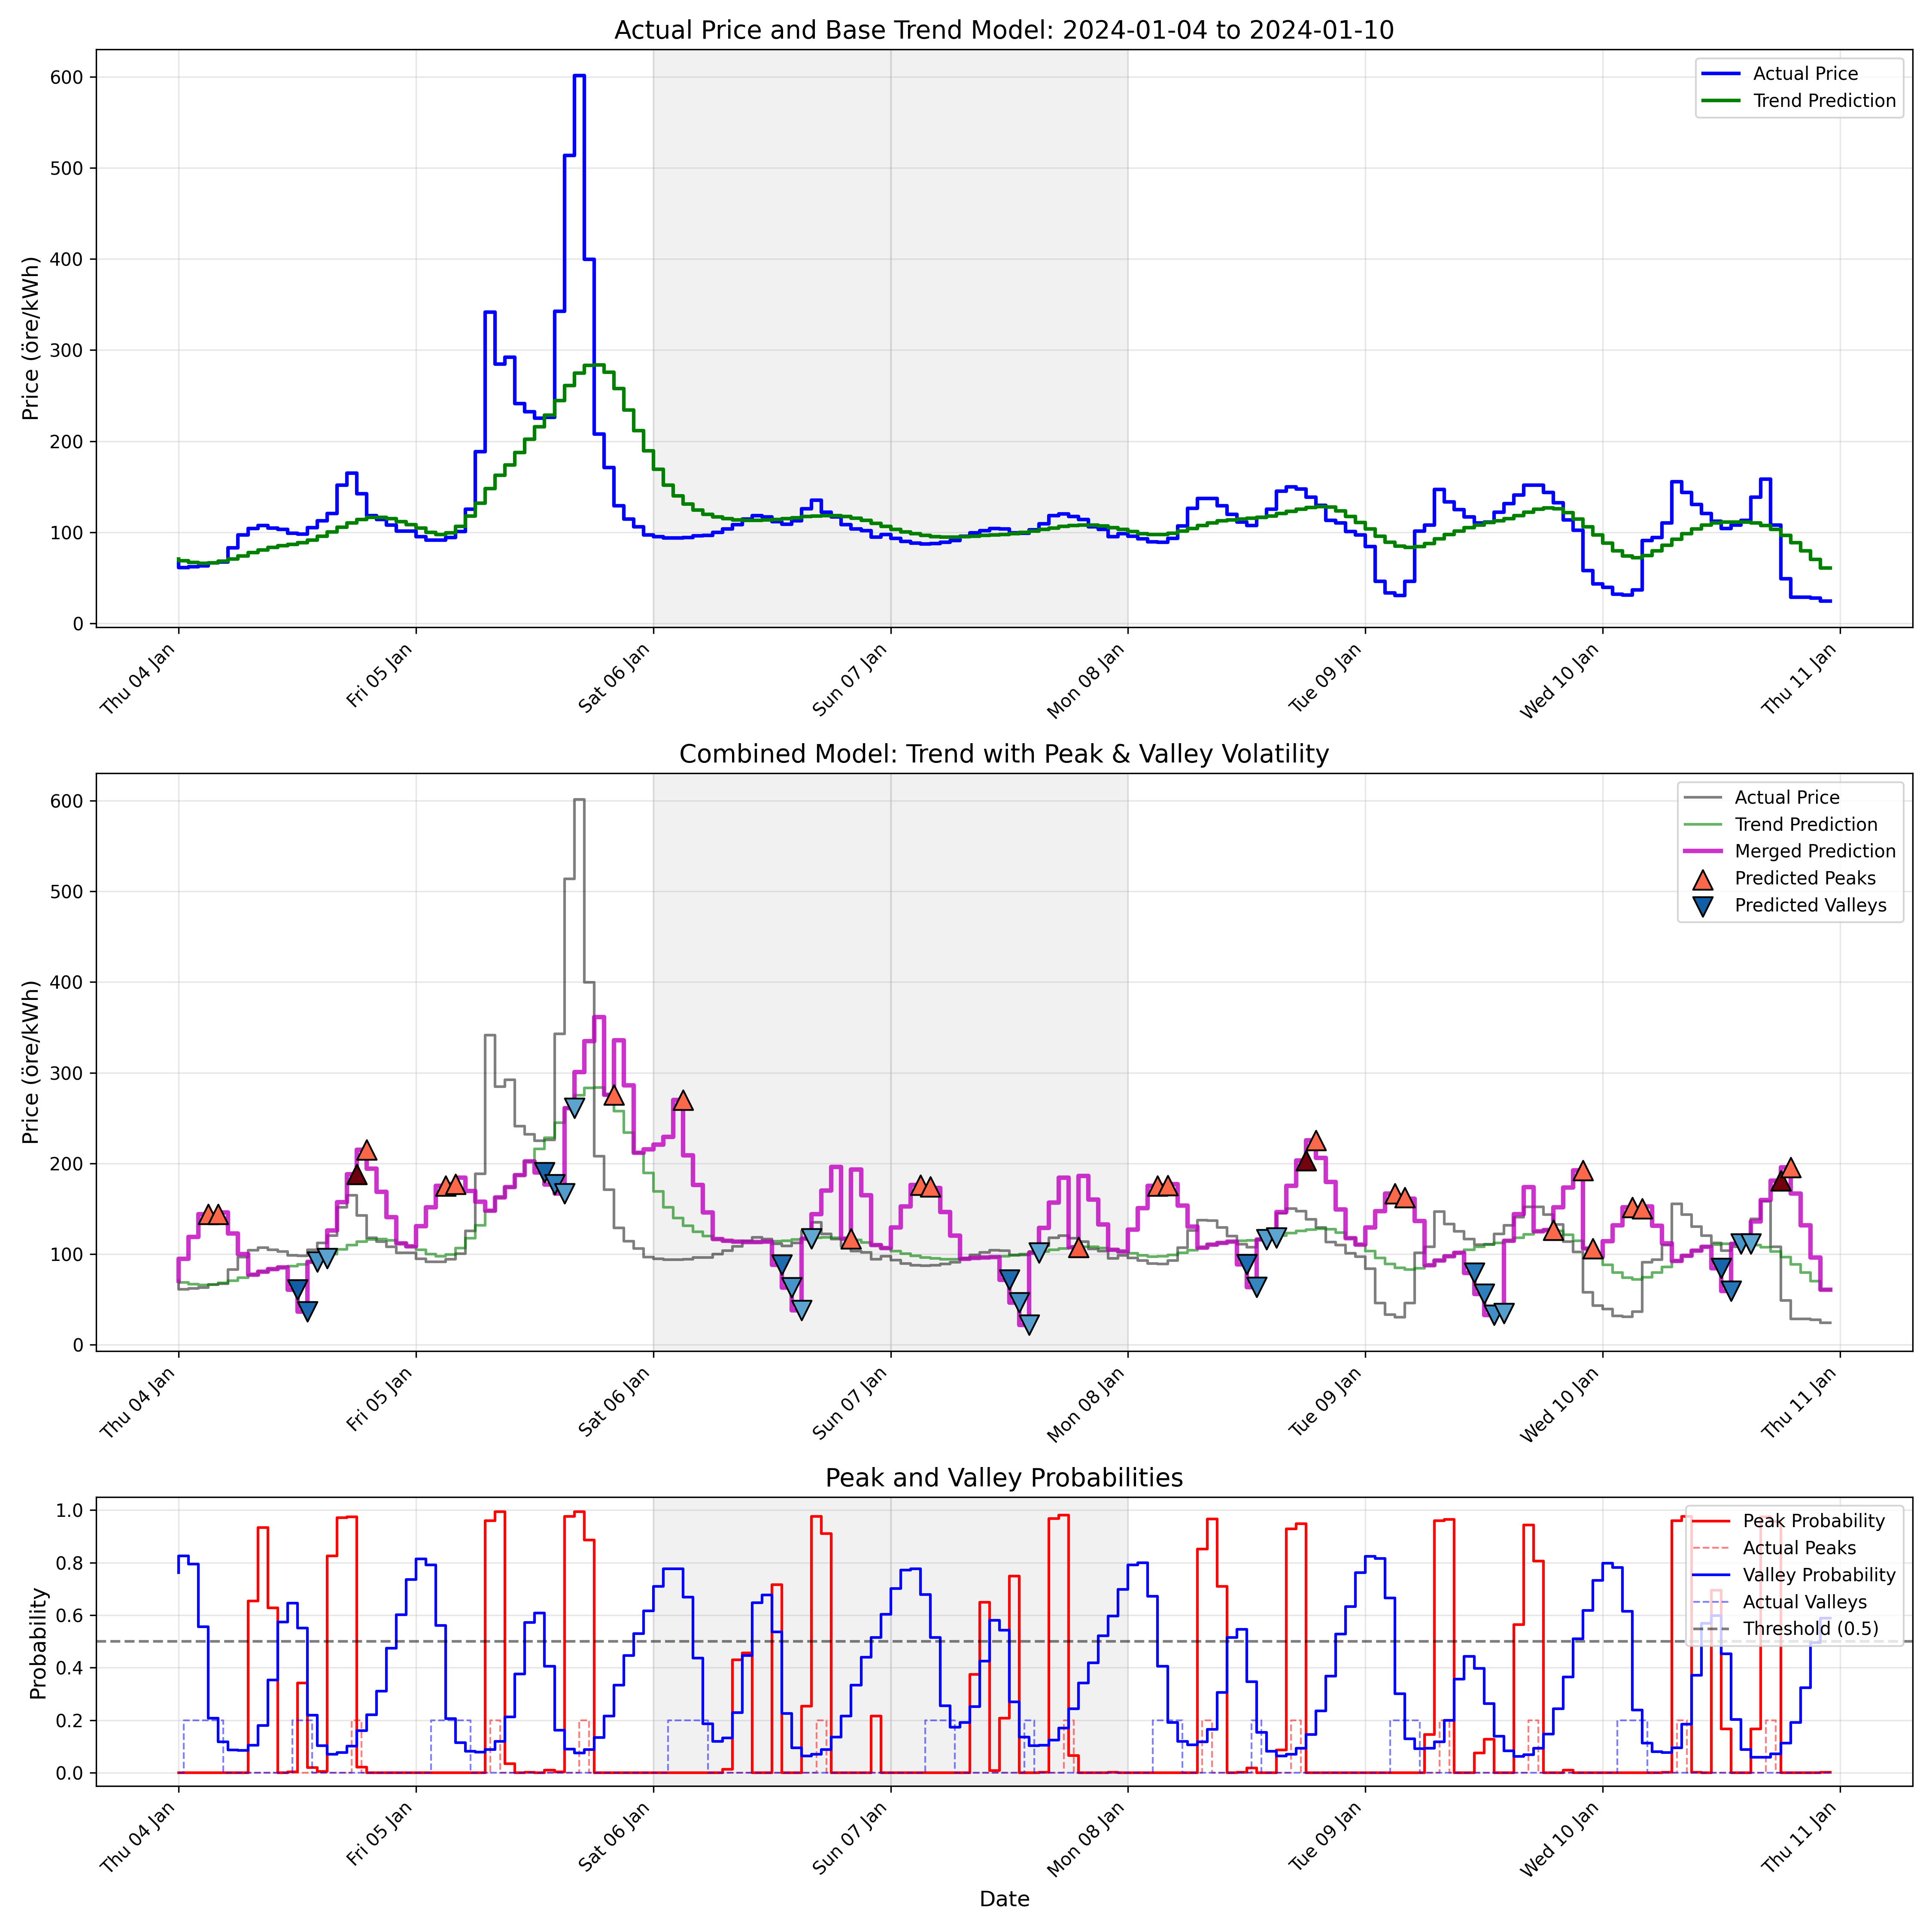 Actual Price and Base Trend Model: 2024-01-04 to 2024-01-10
Price (öre/kWh)
600
500
400
300
200
100
0
Actual Price
Trend Prediction
Thu 04 Jan
Fri 05 Jan
Sat 06 Jan
Sun 07 Jan
Mon 08 Jan
Tue 09 Jan
Wed 10 Jan
Thu 11 Jan
Combined Model: Trend with Peak & Valley Volatility
Price (öre/kWh)
600
500
400
300
200
100
0
Actual Price
Trend Prediction
Merged Prediction
Predicted Peaks
Predicted Valleys
Thu 04 Jan
Fri 05 Jan
Sat 06 Jan
Sun 07 Jan
Mon 08 Jan
Tue 09 Jan
Wed 10 Jan
Thu 11 Jan
Peak and Valley Probabilities
Probability
1.0
0.8
0.6
0.4
0.2
0.0
Peak Probability
Actual Peaks
Valley Probability
Actual Valleys
Threshold (0.5)
Thu 04 Jan
Fri 05 Jan
Sat 06 Jan
Sun 07 Jan
Mon 08 Jan
Tue 09 Jan
Wed 10 Jan
Thu 11 Jan
Date